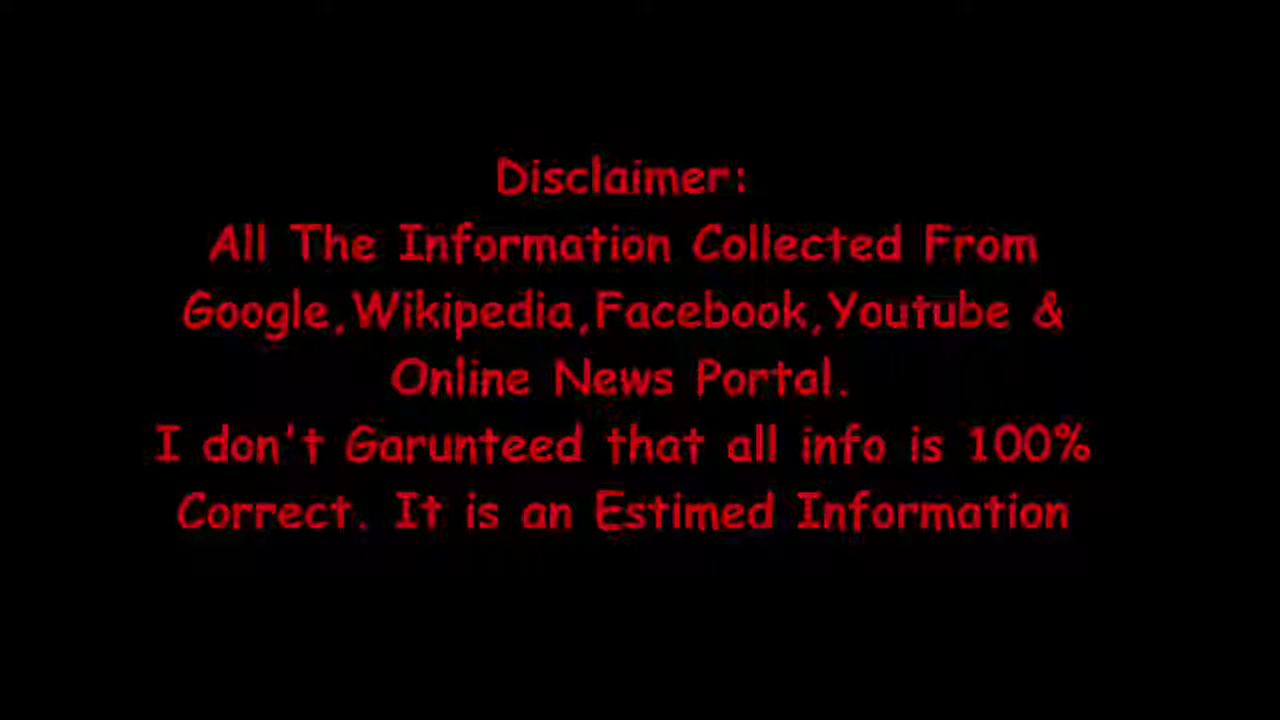 Disclaimer:
All The Information Collected From
Google,Wikipedia,Facebook,Youtube &
Online News Portal.
I don't Garunteed that all info is 100%
Correct. It is an Estimed Information